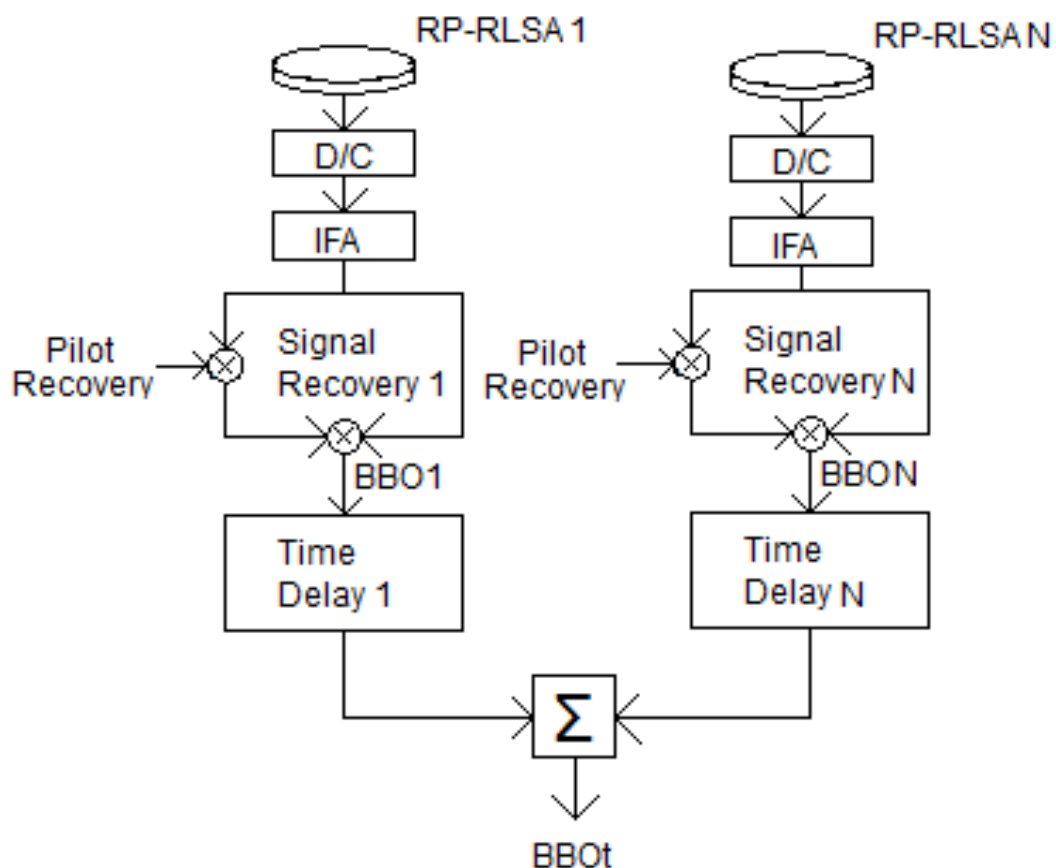 RP-RLSA 1
RP-RLSA N
D/C
D/C
IFA
IFA
Pilot
Recovery
Signal
Recovery 1
Pilot
Recovery
Signal
Recovery N
BBO1
BBON
Time
Delay 1
Time
Delay N
Σ
BBOt